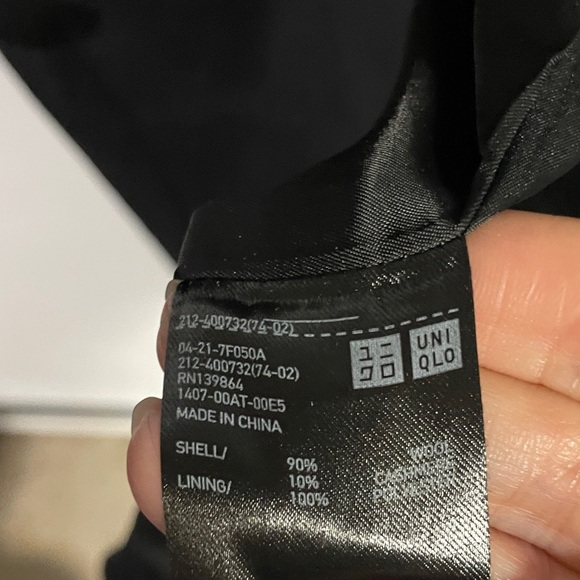 212-400732(74-02)
04-21-7F050A
212-400732(74-02)
RN139864
1407-00AT-00E5
MADE IN CHINA
ユニ
クロ
UNI
QLO
SHELL/ 90% WOOL
10% CASHMERE
LINING/ 100% POLYESTER